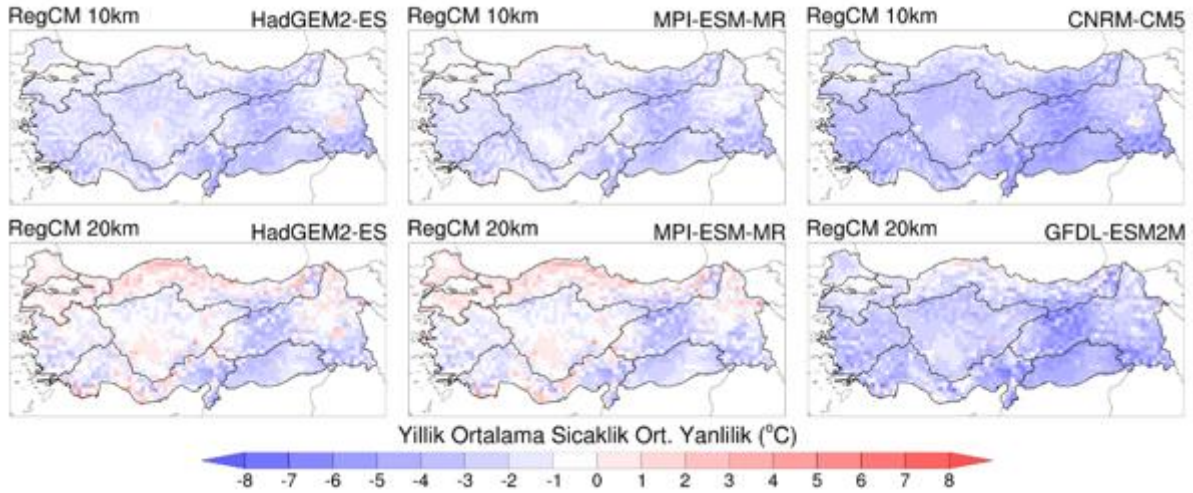 RegCM 10km HadGEM2-ES RegCM 10km MPI-ESM-MR RegCM 10km CNRM-CM5
RegCM 20km HadGEM2-ES RegCM 20km MPI-ESM-MR RegCM 20km GFDL-ESM2M
Yillik Ortalama Sicaklik Ort. Yanlilik (°C)
-8 -7 -6 -5 -4 -3 -2 -1 0 1 2 3 4 5 6 7 8